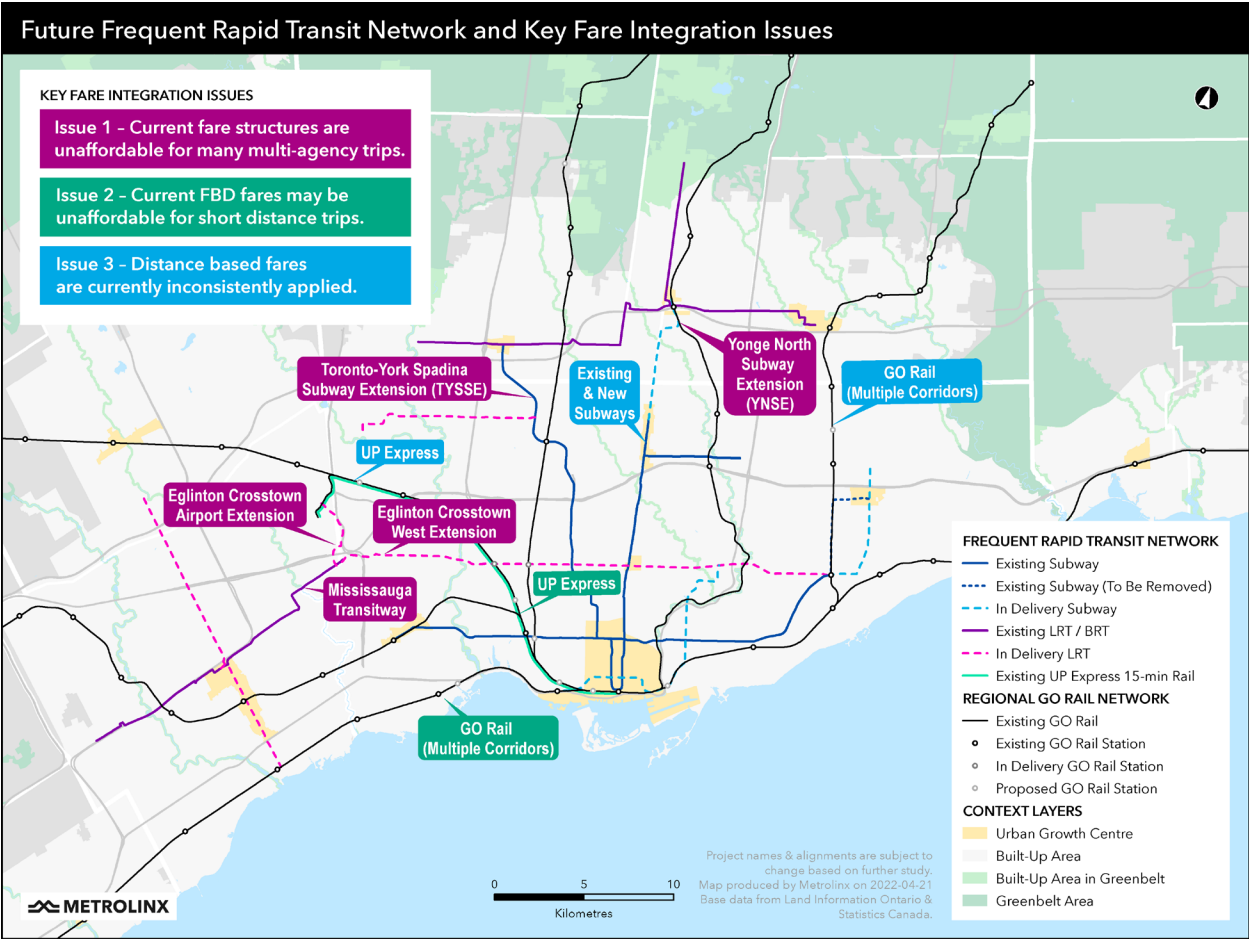 Future Frequent Rapid Transit Network and Key Fare Integration Issues
KEY FARE INTEGRATION ISSUES
Issue 1 – Current fare structures are
unaffordable for many multi-agency trips.
Issue 2 – Current FBD fares may be
unaffordable for short distance trips.
Issue 3 – Distance based fares
are currently inconsistently applied.
Toronto-York Spadina
Subway Extension (TYSSE)
Existing
& New
Subways
Yonge North
Subway
Extension
(YNSE)
GO Rail
(Multiple Corridors)
UP Express
Eglinton Crosstown
Airport Extension
Eglinton Crosstown
West Extension
UP Express
Mississauga
Transitway
GO Rail
(Multiple Corridors)
FREQUENT RAPID TRANSIT NETWORK
Existing Subway
Existing Subway (To Be Removed)
In Delivery Subway
Existing LRT / BRT
In Delivery LRT
Existing UP Express 15-min Rail
REGIONAL GO RAIL NETWORK
Existing GO Rail
Existing GO Rail Station
In Delivery GO Rail Station
Proposed GO Rail Station
CONTEXT LAYERS
Urban Growth Centre
Built-Up Area
Built-Up Area in Greenbelt
Greenbelt Area
Project names & alignments are subject to
change based on further study.
Map produced by Metrolinx on 2022-04-21
Base data from Land Information Ontario &
Statistics Canada.
0 5 10
Kilometres
METROLINX